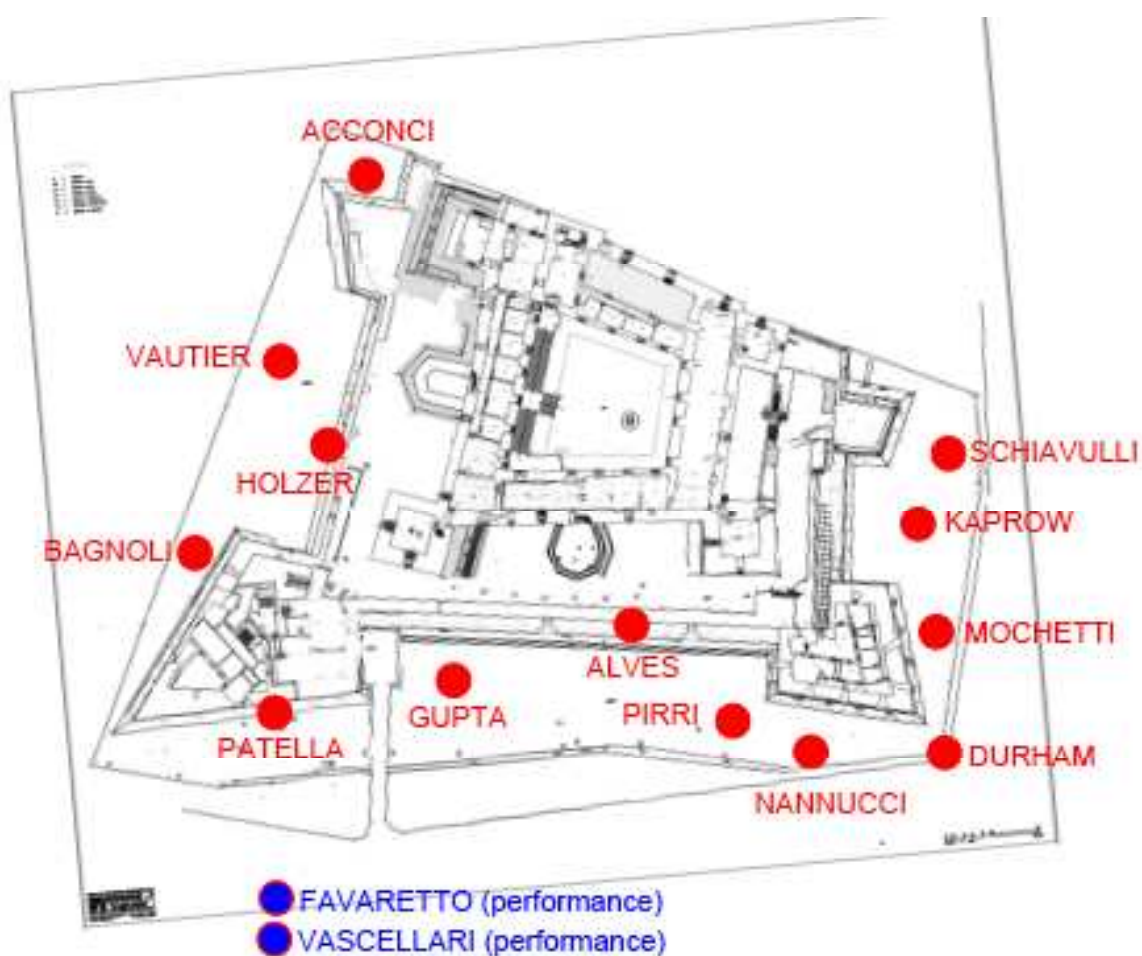 ACCONCI
VAUTIER
HOLZER
SCHIAVULLI
KAPROW
BAGNOLI
MOCHETTI
ALVES
GUPTA
PIRRI
PATELLA
DURHAM
NANNUCCI
FAVARETTO (performance)
VASCELLARI (performance)